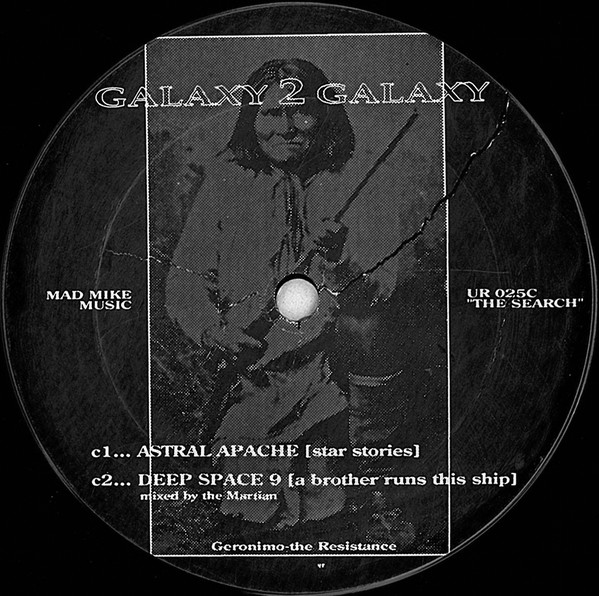 GALAXY 2 GALAXY
MAD MIKE
MUSIC
UR 025C
"THE SEARCH"
c1... ASTRAL APACHE [star stories]
c2... DEEP SPACE 9 [a brother runs this ship]
mixed by the Martian
Geronimo-the Resistance